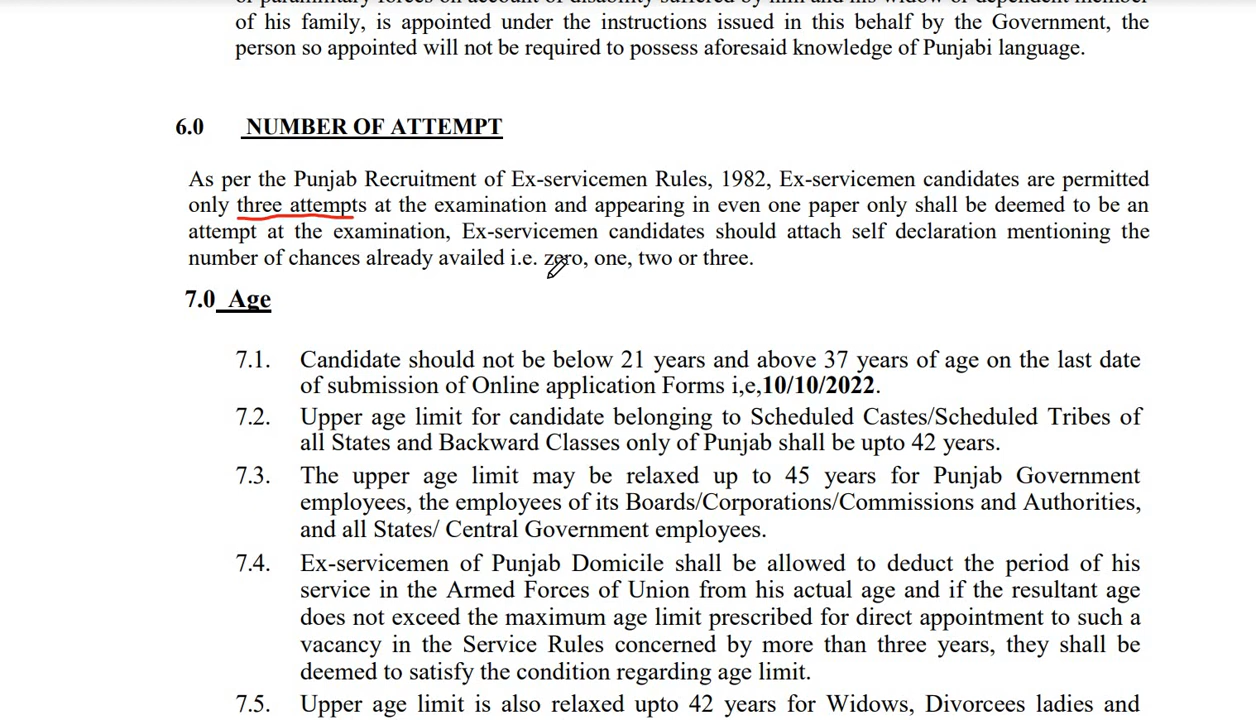 of his family, is appointed under the instructions issued in this behalf by the Government, the
person so appointed will not be required to possess aforesaid knowledge of Punjabi language.
6.0 NUMBER OF ATTEMPT
As per the Punjab Recruitment of Ex-servicemen Rules, 1982, Ex-servicemen candidates are permitted
only three attempts at the examination and appearing in even one paper only shall be deemed to be an
attempt at the examination, Ex-servicemen candidates should attach self declaration mentioning the
number of chances already availed i.e. zero, one, two or three.
7.0 Age
7.1. Candidate should not be below 21 years and above 37 years of age on the last date
of submission of Online application Forms i,e,10/10/2022.
7.2. Upper age limit for candidate belonging to Scheduled Castes/Scheduled Tribes of
all States and Backward Classes only of Punjab shall be upto 42 years.
7.3. The upper age limit may be relaxed up to 45 years for Punjab Government
employees, the employees of its Boards/Corporations/Commissions and Authorities,
and all States/ Central Government employees.
7.4. Ex-servicemen of Punjab Domicile shall be allowed to deduct the period of his
service in the Armed Forces of Union from his actual age and if the resultant age
does not exceed the maximum age limit prescribed for direct appointment to such a
vacancy in the Service Rules concerned by more than three years, they shall be
deemed to satisfy the condition regarding age limit.
7.5. Upper age limit is also relaxed upto 42 years for Widows, Divorcees ladies and